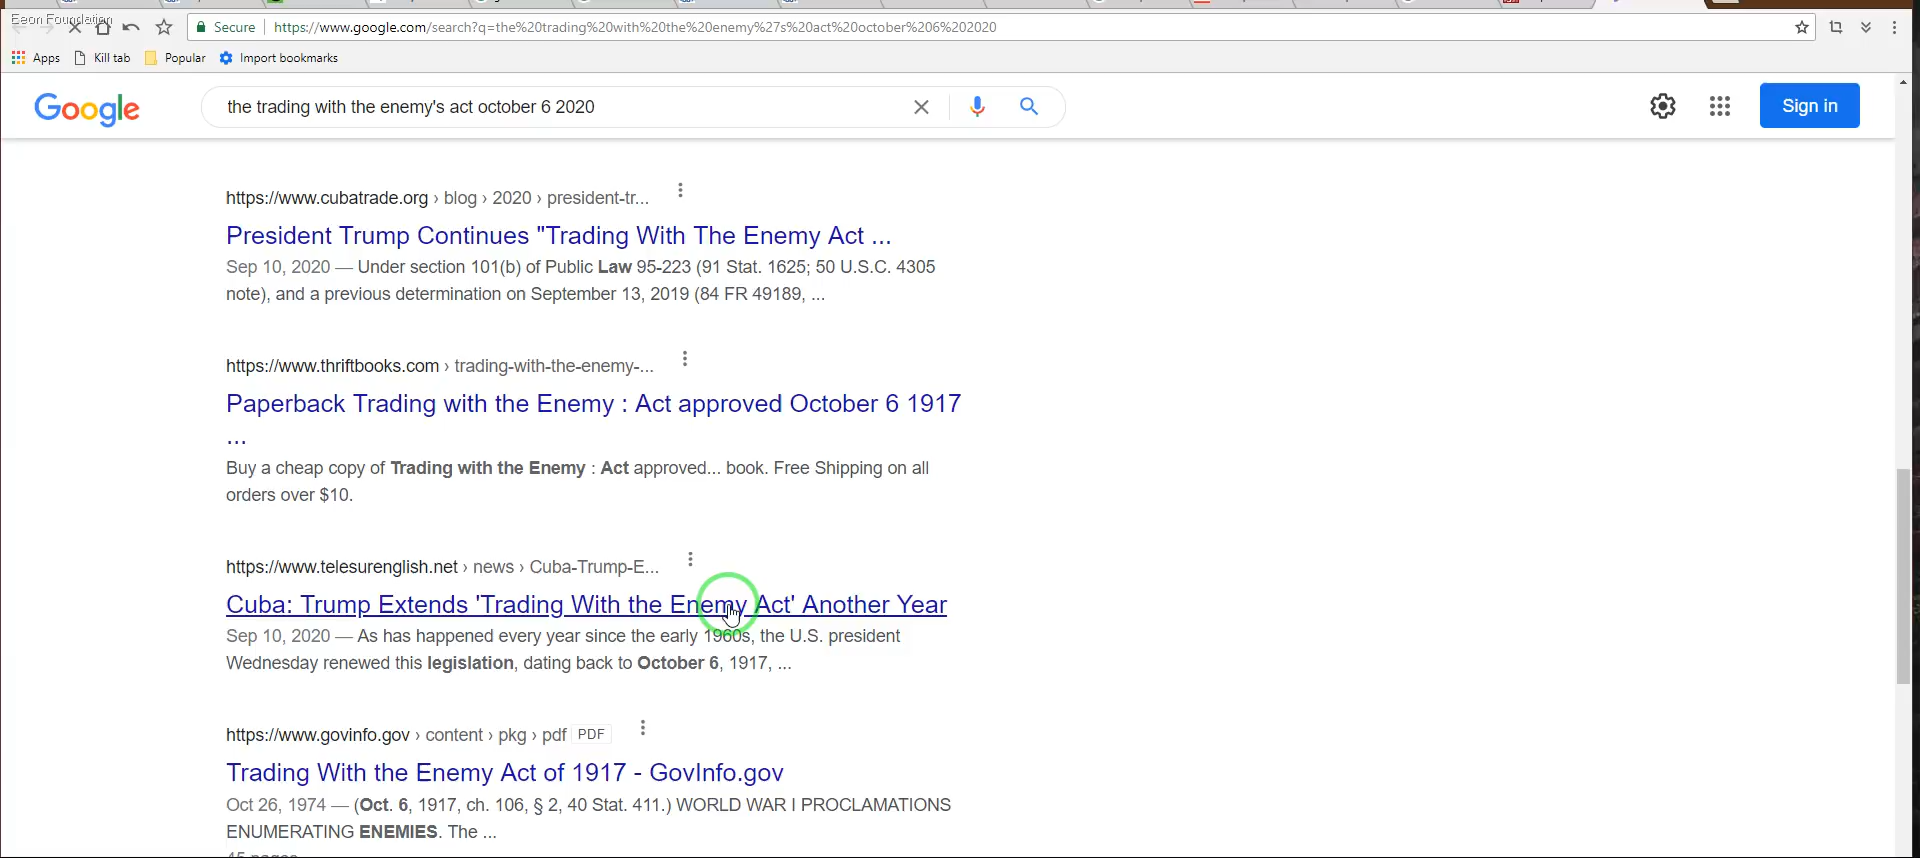 Eeon Foundation
Secure
https://www.google.com/search?q=the%20trading%20with%20the%20enemy%27s%20act%20october%206%202020
Apps Kill tab Popular Import bookmarks
Google
the trading with the enemy's act october 6 2020
Sign in
https://www.cubatrade.org › blog › 2020 › president-tr...
President Trump Continues "Trading With The Enemy Act ...
Sep 10, 2020 — Under section 101(b) of Public Law 95-223 (91 Stat. 1625; 50 U.S.C. 4305
note), and a previous determination on September 13, 2019 (84 FR 49189, ...
https://www.thriftbooks.com › trading-with-the-enemy-...
Paperback Trading with the Enemy : Act approved October 6 1917
...
Buy a cheap copy of Trading with the Enemy : Act approved... book. Free Shipping on all
orders over $10.
https://www.telesurenglish.net › news › Cuba-Trump-E...
Cuba: Trump Extends 'Trading With the Enemy Act' Another Year
Sep 10, 2020 — As has happened every year since the early 1960s, the U.S. president
Wednesday renewed this legislation, dating back to October 6, 1917, ...
https://www.govinfo.gov › content › pkg › pdf PDF
Trading With the Enemy Act of 1917 - GovInfo.gov
Oct 26, 1974 — (Oct. 6, 1917, ch. 106, § 2, 40 Stat. 411.) WORLD WAR I PROCLAMATIONS
ENUMERATING ENEMIES. The ...
45 pages